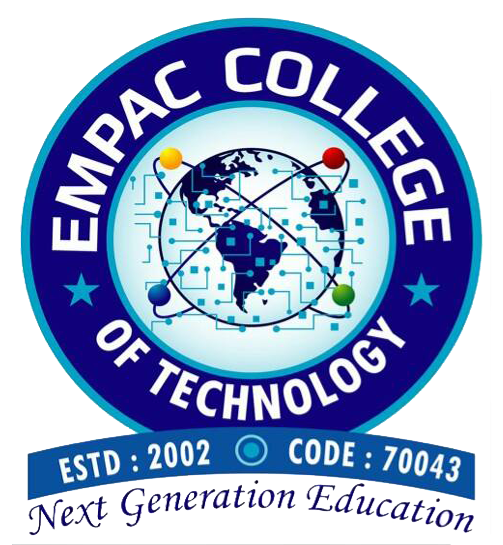 EMPAC COLLEGE
OF TECHNOLOGY
ESTD : 2002 CODE : 70043
Next Generation Education